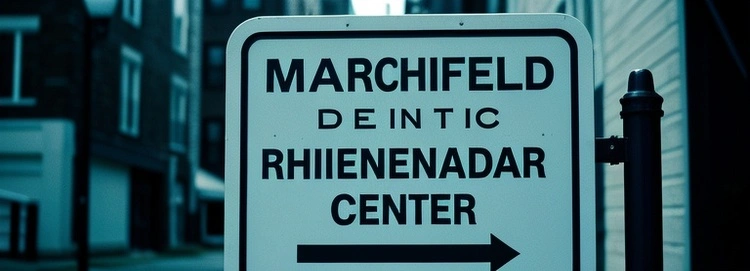 MARCHIFELD
DEINTIC
RHIIENENADAR
CENTER